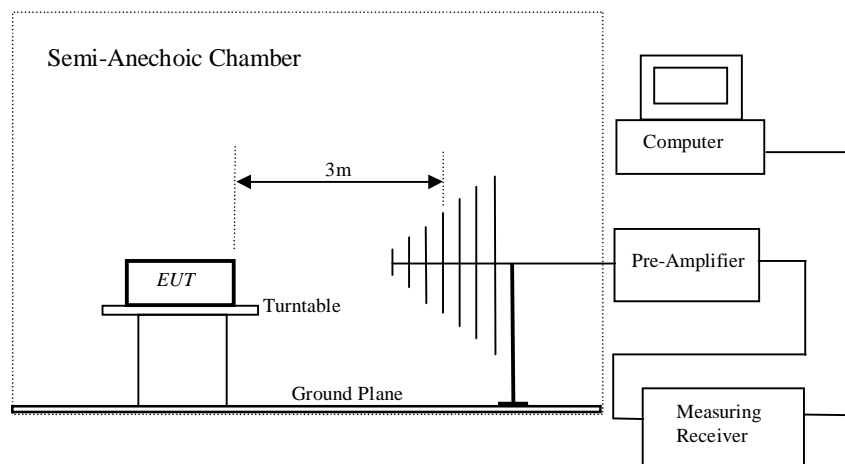 Semi-Anechoic Chamber
Computer
3m
Pre-Amplifier
EUT
Turntable
Ground Plane
Measuring
Receiver